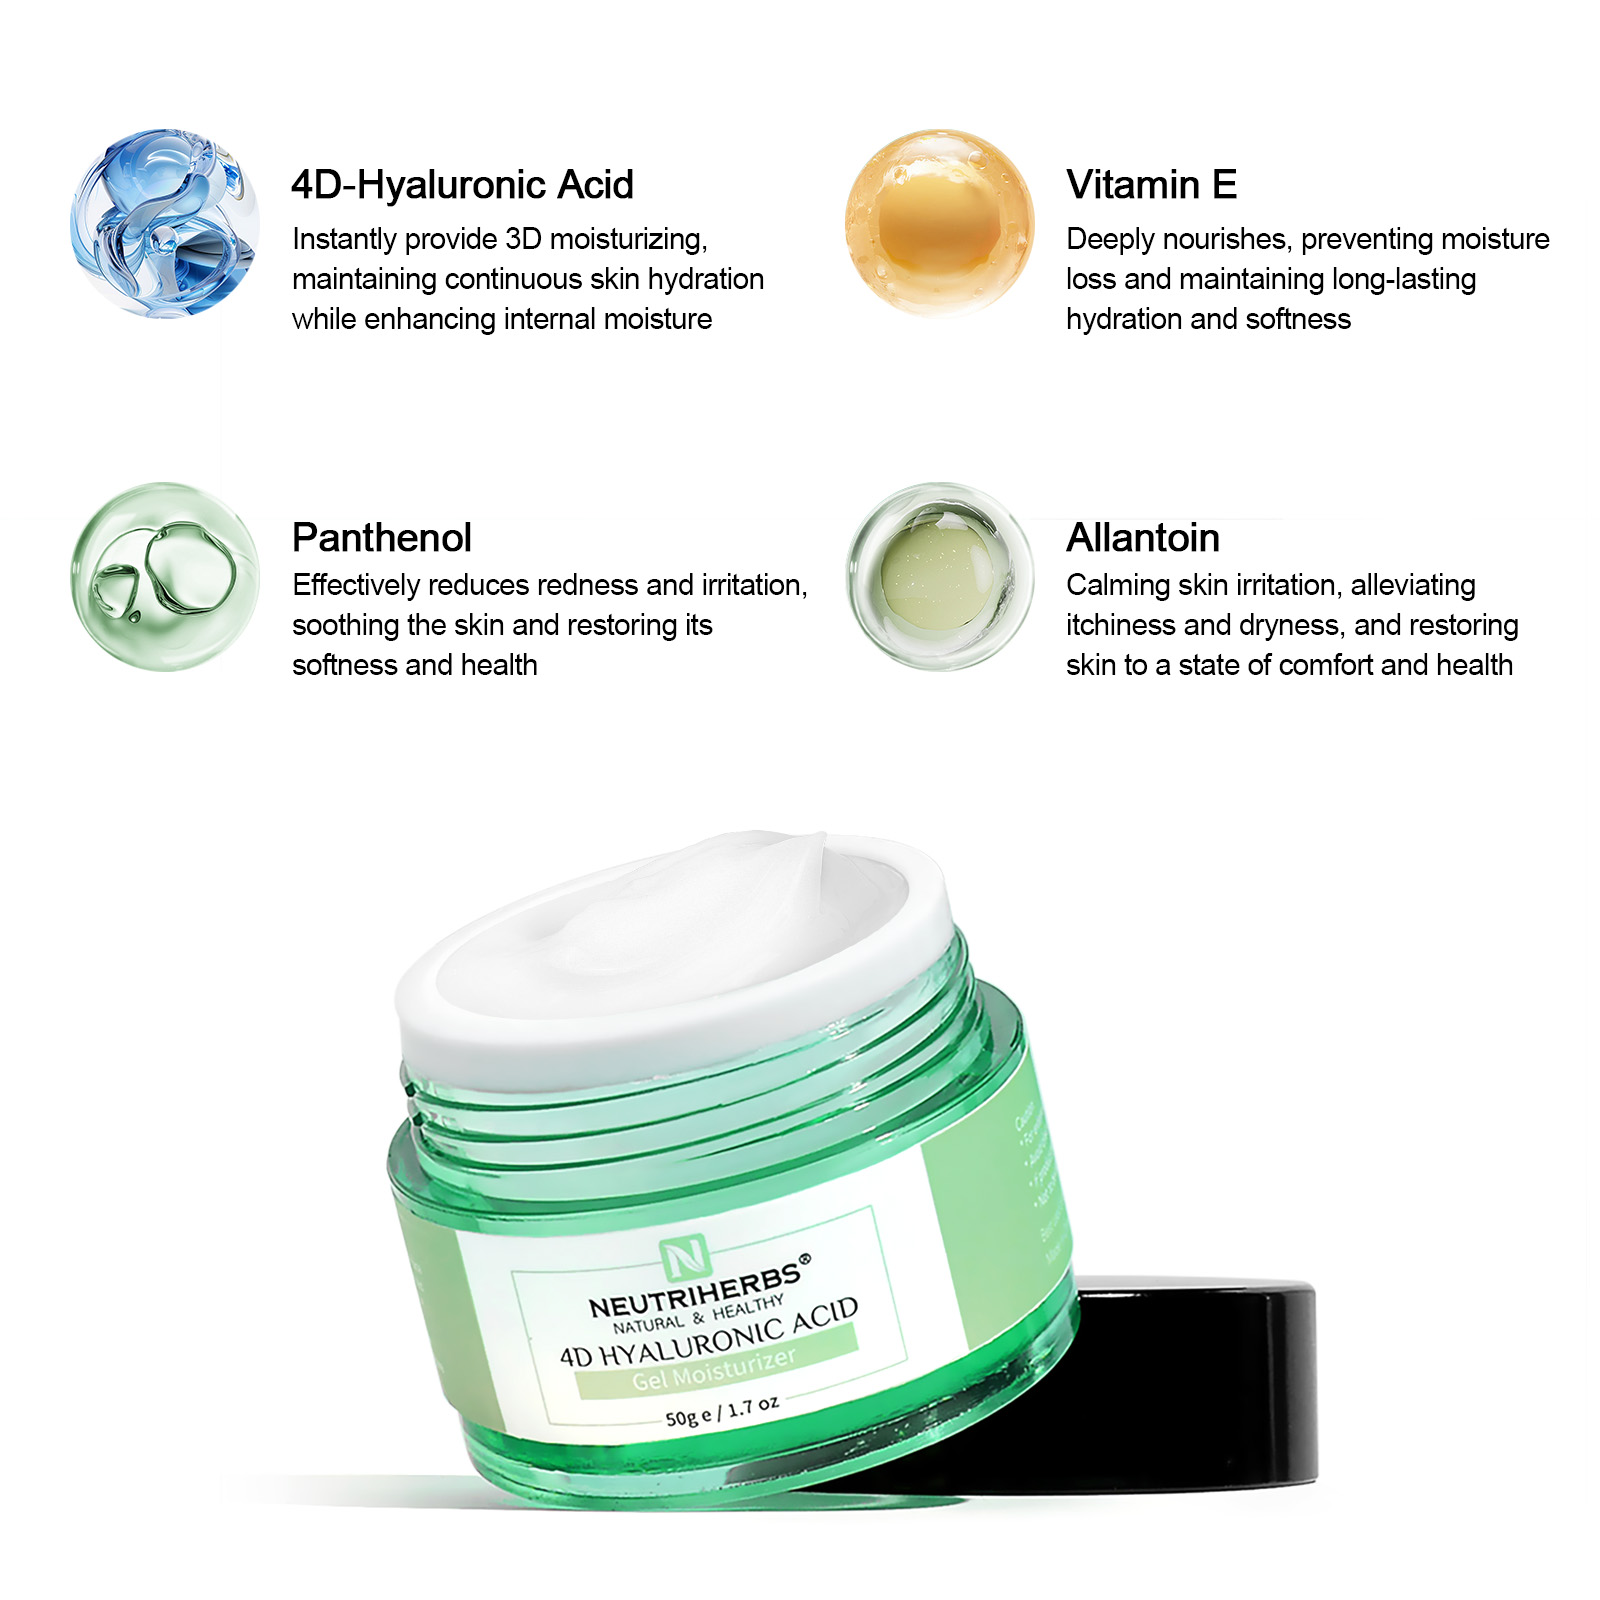 4D-Hyaluronic Acid
Instantly provide 3D moisturizing,
maintaining continuous skin hydration
while enhancing internal moisture
Vitamin E
Deeply nourishes, preventing moisture
loss and maintaining long-lasting
hydration and softness
Panthenol
Effectively reduces redness and irritation,
soothing the skin and restoring its
softness and health
Allantoin
Calming skin irritation, alleviating
itchiness and dryness, and restoring
skin to a state of comfort and health
N
NEUTRIHERBS®
NATURAL & HEALTHY
4D HYALURONIC ACID
Gel Moisturizer
50g e / 1.7 oz